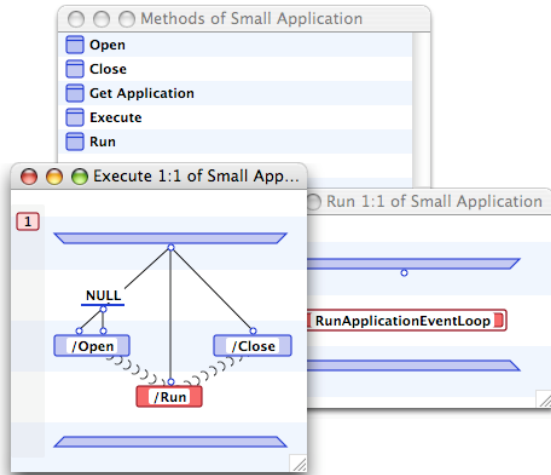 Methods of Small Application
Open
Close
Get Application
Execute
Run
Execute 1:1 of Small App...
Run 1:1 of Small Application
1
NULL
/Open
/Close
/Run
RunApplicationEventLoop